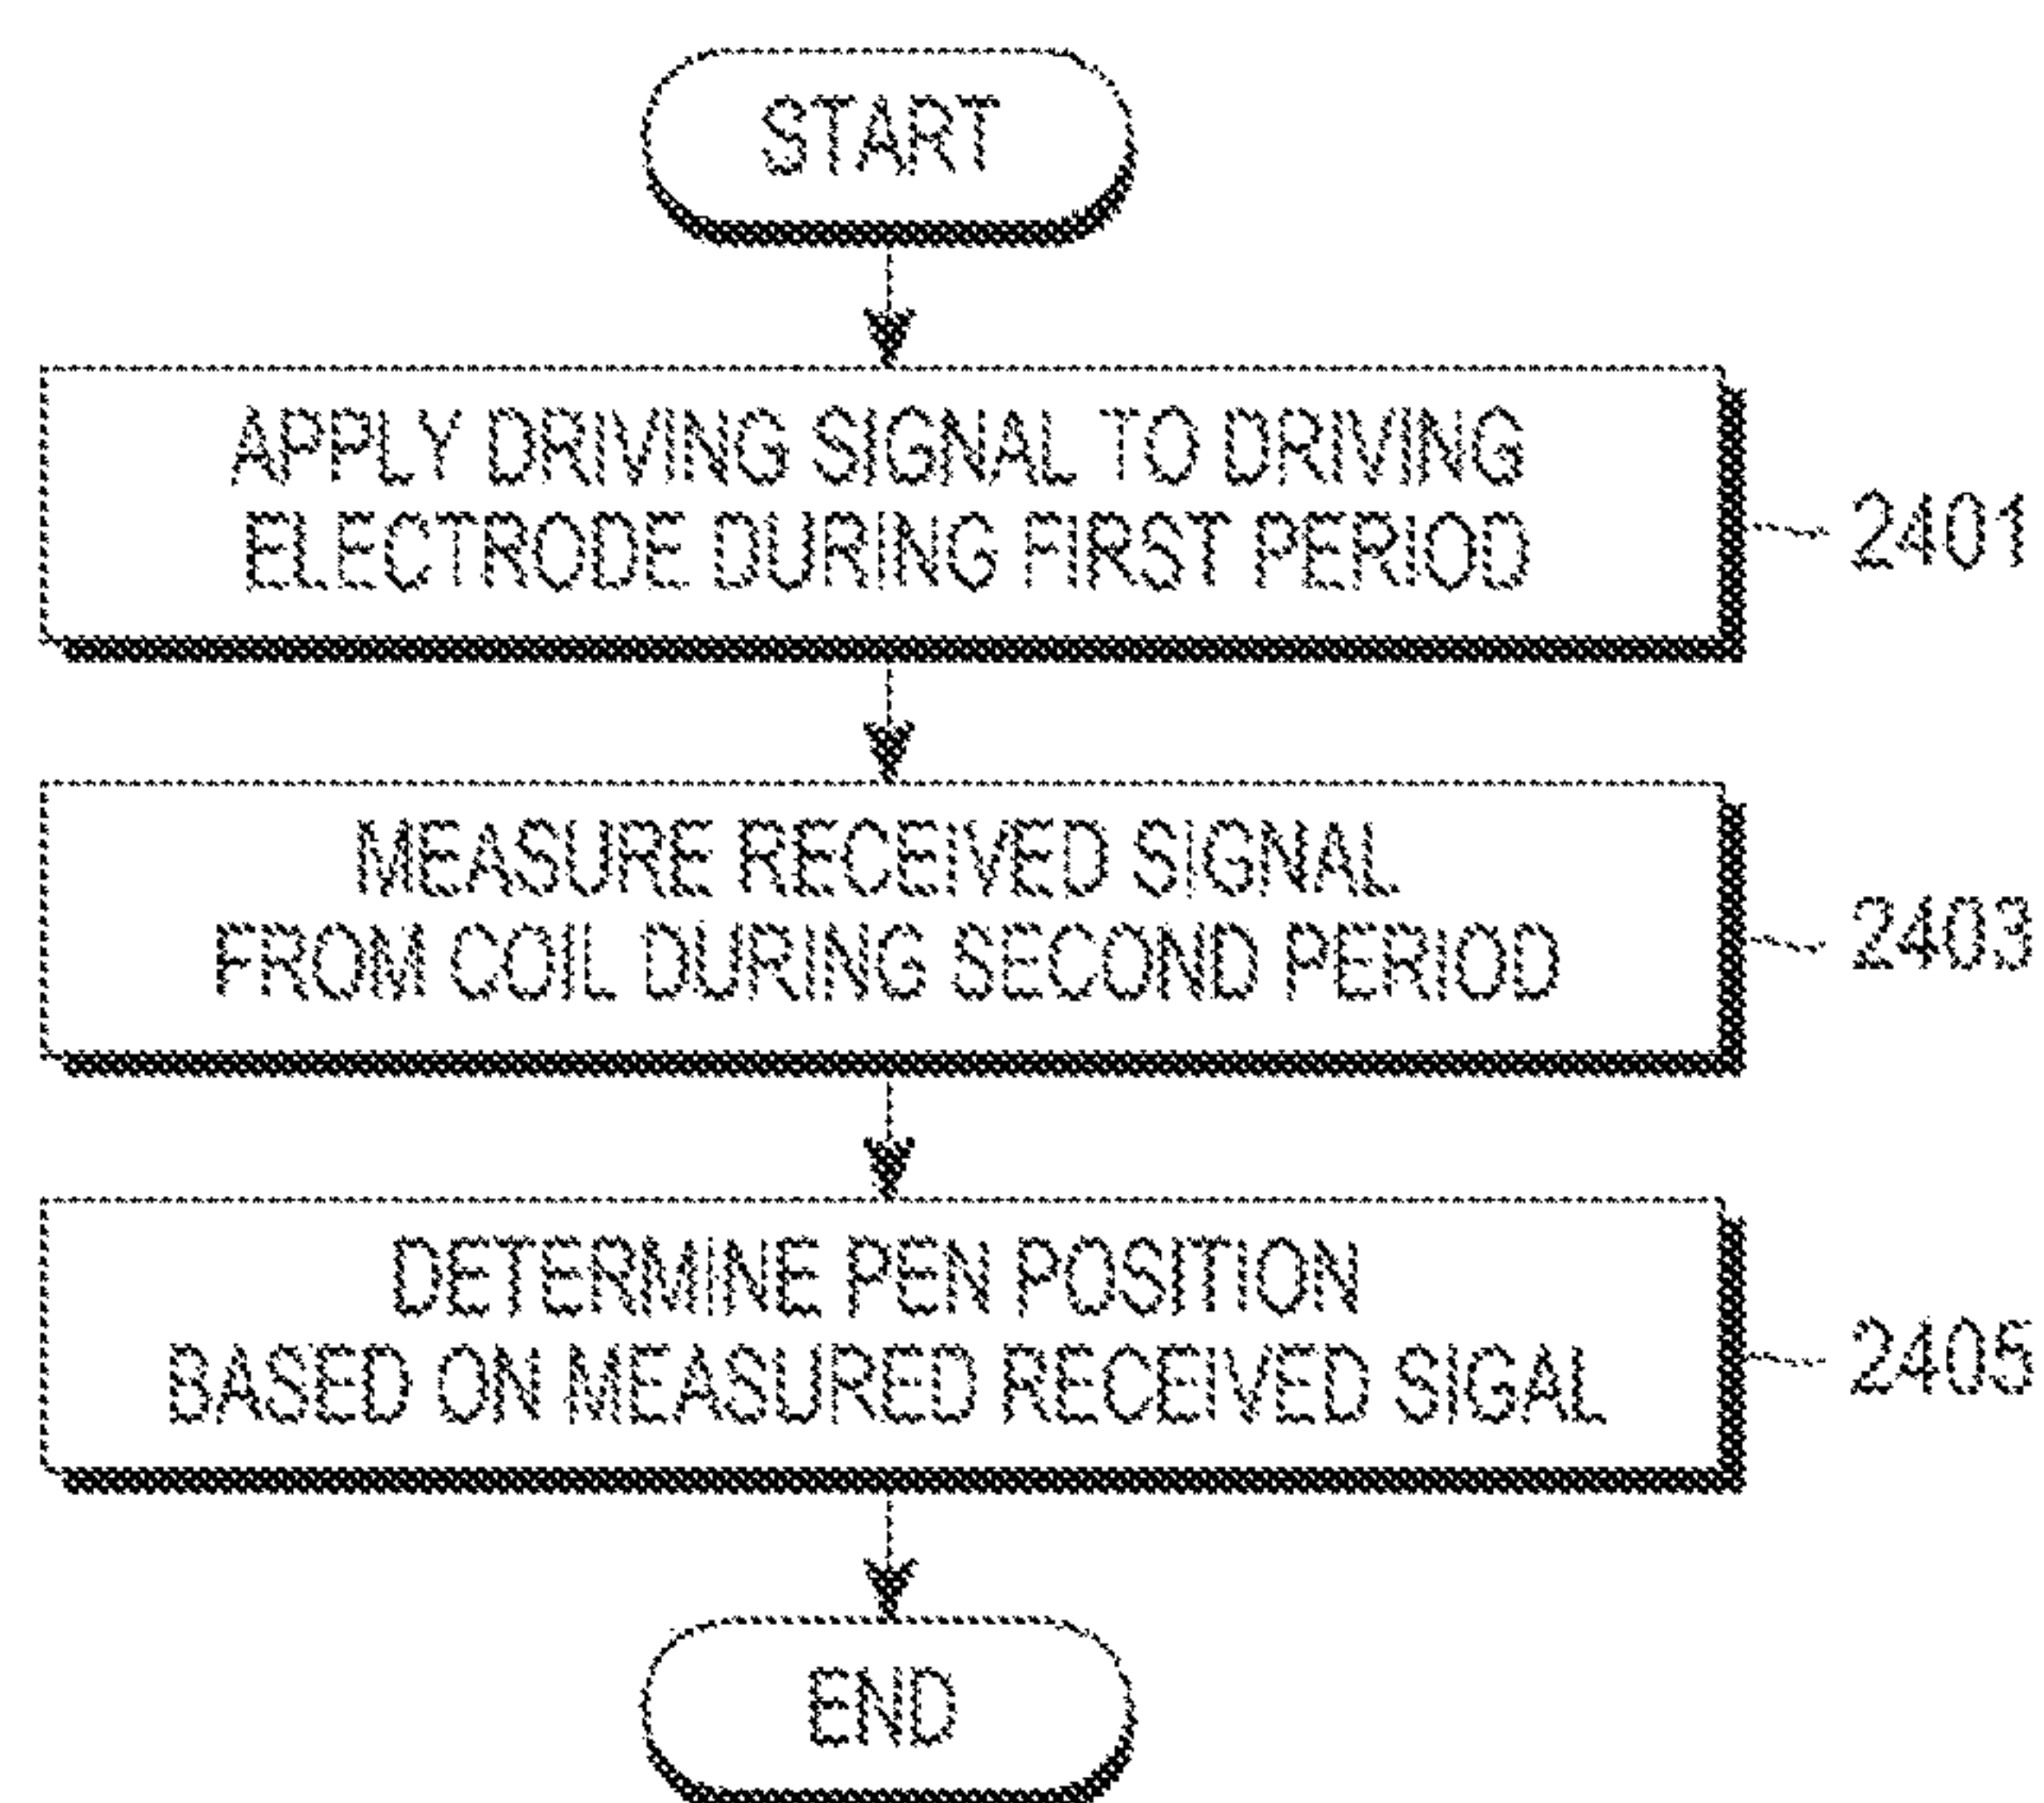 START
APPLY DRIVING SIGNAL TO DRIVING
ELECTRODE DURING FIRST PERIOD
2401
MEASURE RECEIVED SIGNAL
FROM COIL DURING SECOND PERIOD
2403
DETERMINE PEN POSITION
BASED ON MEASURED RECEIVED SIGAL
2405
END